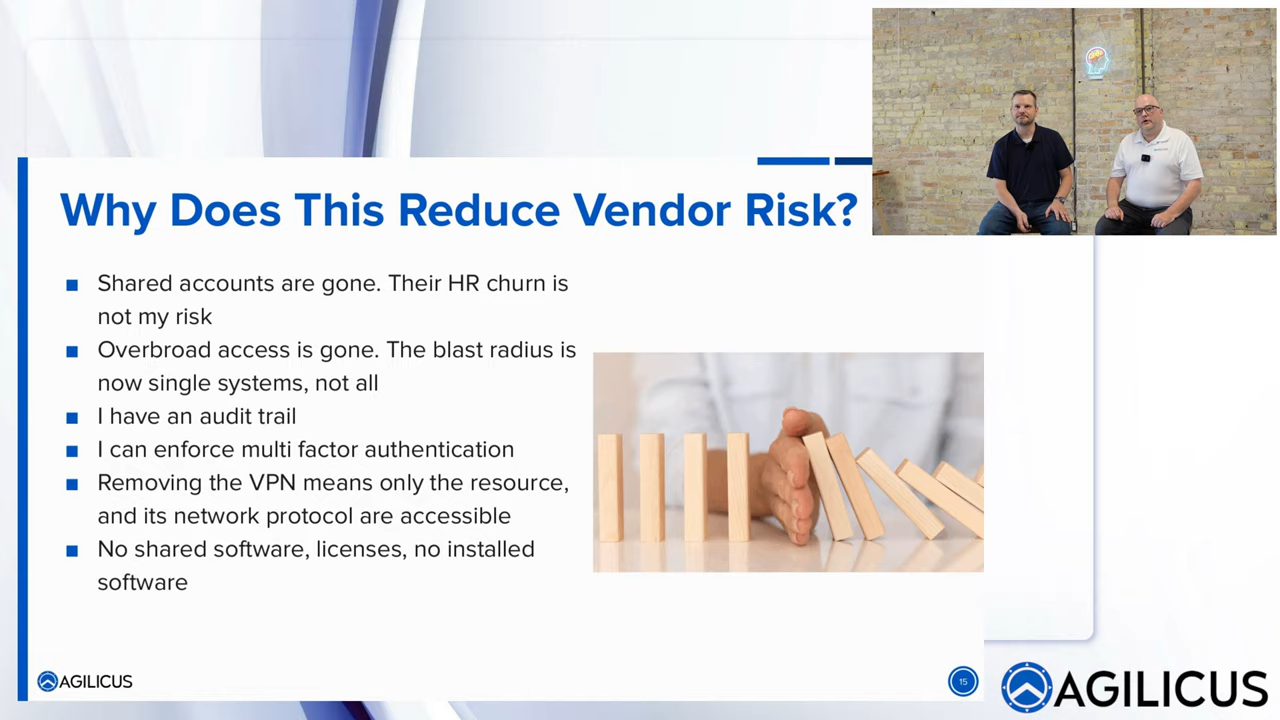 Why Does This Reduce Vendor Risk?
Shared accounts are gone. Their HR churn is
not my risk
Overbroad access is gone. The blast radius is
now single systems, not all
I have an audit trail
I can enforce multi factor authentication
Removing the VPN means only the resource,
and its network protocol are accessible
No shared software, licenses, no installed
software
AGILICUS
15
AGILICUS